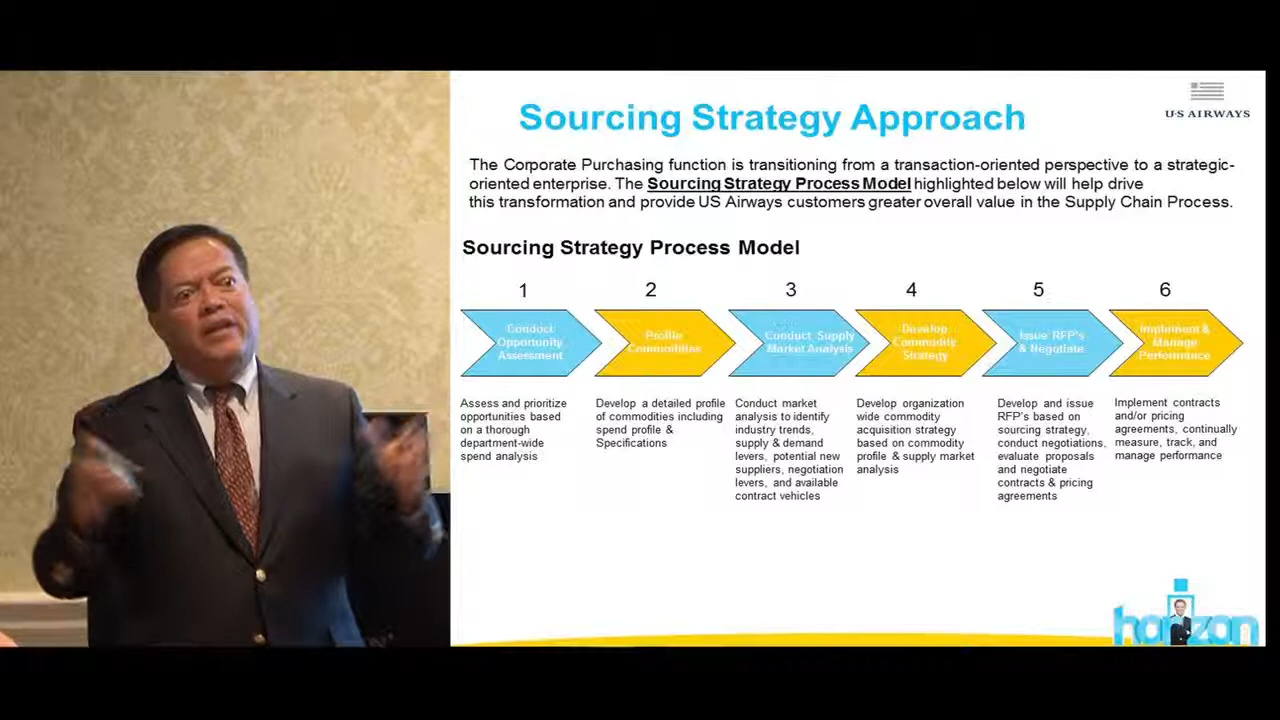 Sourcing Strategy Approach
U·S AIRWAYS
The Corporate Purchasing function is transitioning from a transaction-oriented perspective to a strategic-
oriented enterprise. The Sourcing Strategy Process Model highlighted below will help drive
this transformation and provide US Airways customers greater overall value in the Supply Chain Process.
Sourcing Strategy Process Model
1
2
3
4
5
6
Conduct
Opportunity
Assessment
Profile
Commodities
Conduct Supply
Market Analysis
Develop
Commodity
Strategy
Issue RFP's
& Negotiate
Implement &
Manage
Performance
Assess and prioritize
opportunities based
on a thorough
department-wide
spend analysis
Develop a detailed profile
of commodities including
spend profile &
Specifications
Conduct market
analysis to identify
industry trends,
supply & demand
levers, potential new
suppliers, negotiation
levers, and available
contract vehicles
Develop organization
wide commodity
acquisition strategy
based on commodity
profile & supply market
analysis
Develop and issue
RFP's based on
sourcing strategy,
conduct negotiations,
evaluate proposals
and negotiate
contracts & pricing
agreements
Implement contracts
and/or pricing
agreements, continually
measure, track, and
manage performance
horizon